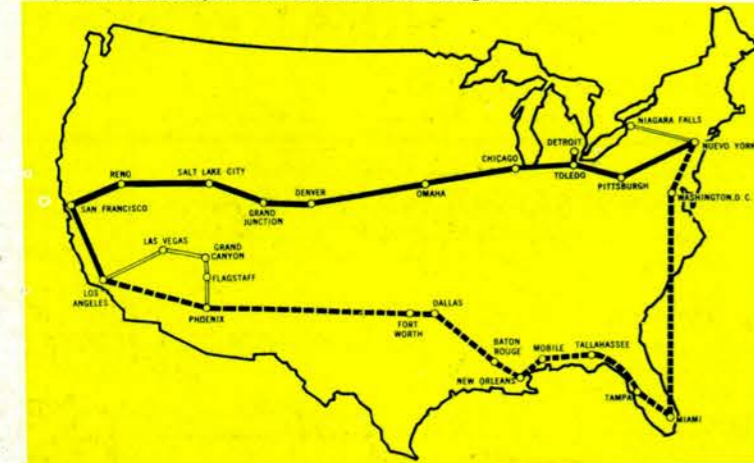 NIAGARA FALLS
DETROIT
NUEVO YORK
CHICAGO
TOLEDO
PITTSBURGH
RENO
SALT LAKE CITY
DENVER
OMAHA
WASHINGTON, D.C.
SAN FRANCISCO
GRAND
JUNCTION
LAS VEGAS
GRAND
CANYON
FLAGSTAFF
LOS
ANGELES
PHOENIX
FORT
WORTH
DALLAS
BATON
ROUGE
MOBILE
TALLAHASSEE
NEW ORLEANS
TAMPA
MIAMI